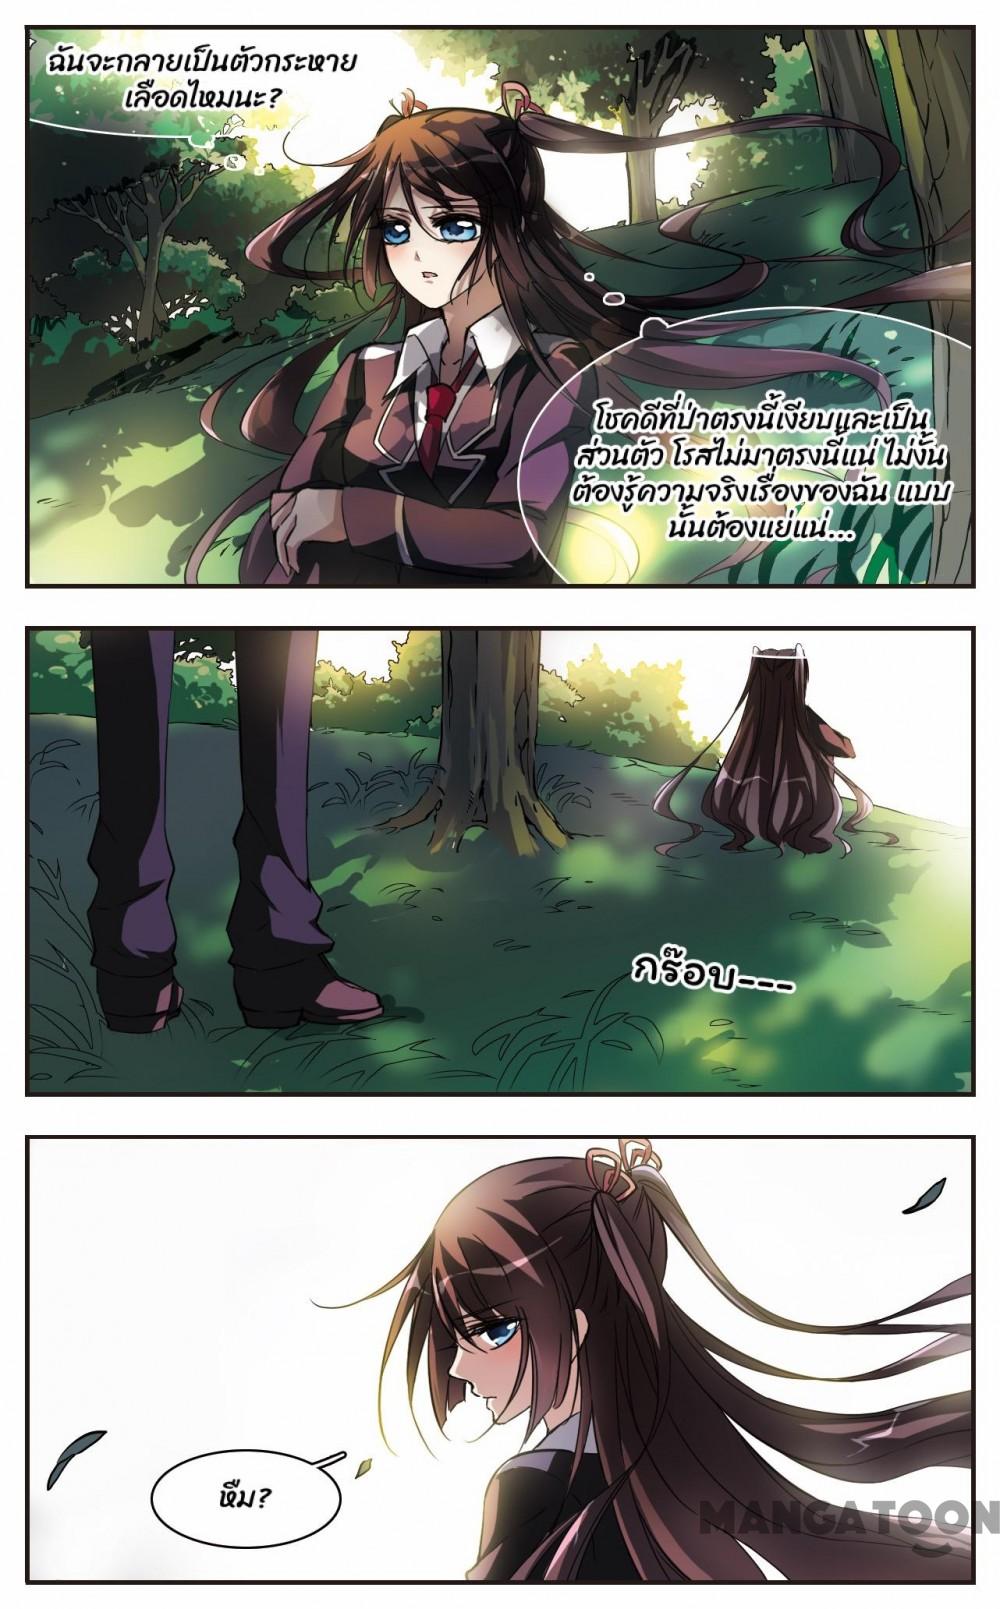 ฉันจะกลายเป็นตัวกระหาย
เลือดไหมนะ?
โชคดีที่ป่าตรงนี้เงียบและเป็น
ส่วนตัว โรสไม่มาตรงนี้แน่ ไม่งั้น
ต้องรู้ความจริงเรื่องของฉัน แบบ
นั้นต้องแย่แน่...
กร๊อบ---
หืม?
MANGATOON